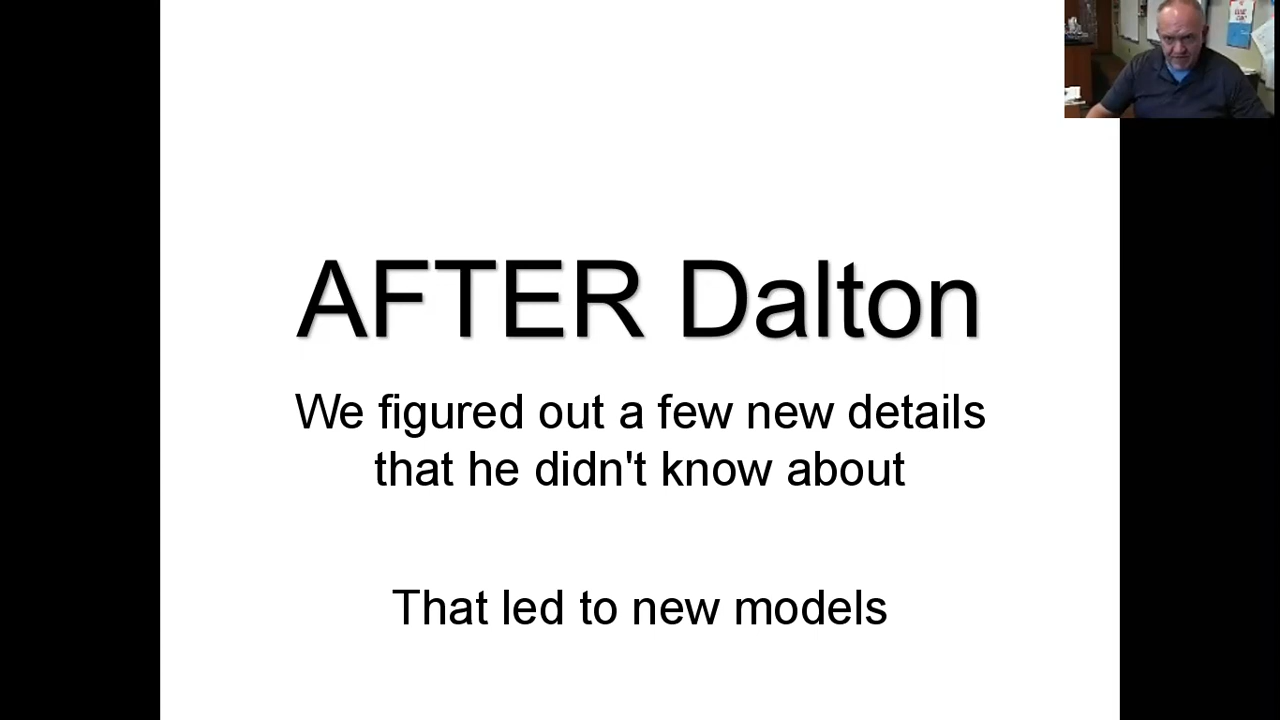 AFTER Dalton
We figured out a few new details
that he didn't know about
That led to new models